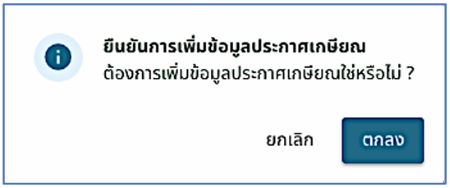 ยืนยันการเพิ่มข้อมูลประกาศเกษียณ
ต้องการเพิ่มข้อมูลประกาศเกษียณใช่หรือไม่ ?
ยกเลิก ตกลง